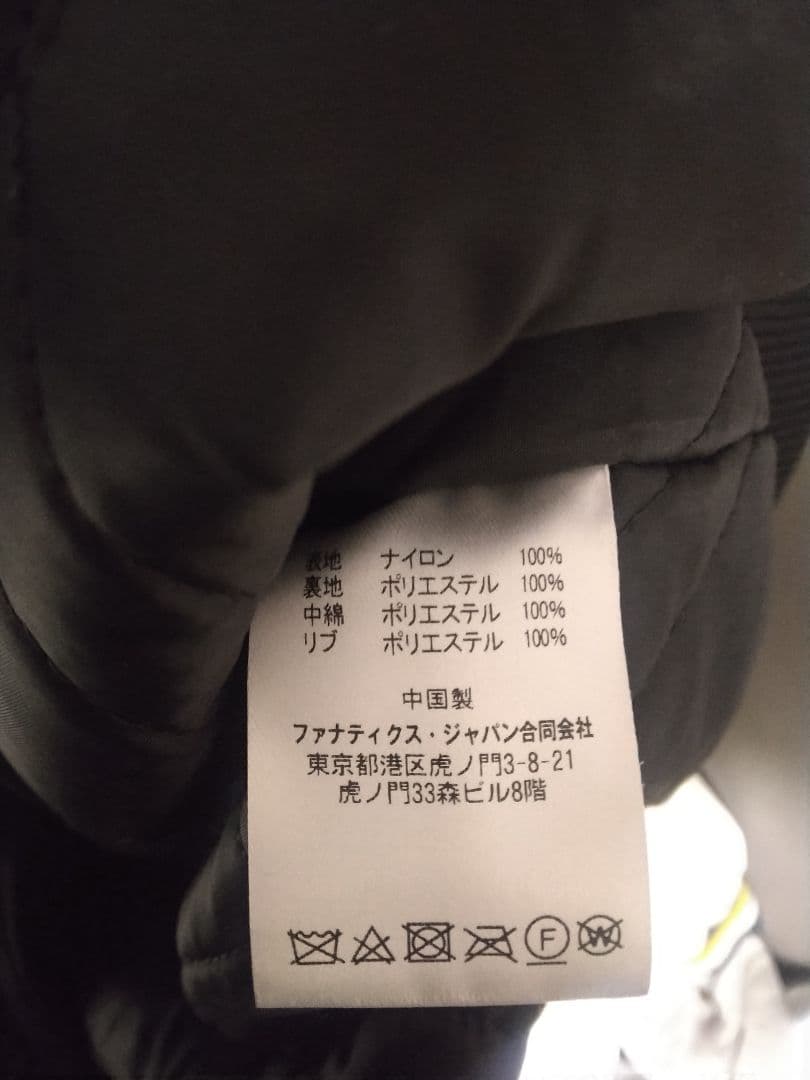 表地 ナイロン 100%
裏地 ポリエステル 100%
中綿 ポリエステル 100%
リブ ポリエステル 100%
中国製
ファナティクス・ジャパン合同会社
東京都港区虎ノ門3-8-21
虎ノ門33森ビル8階
F
W